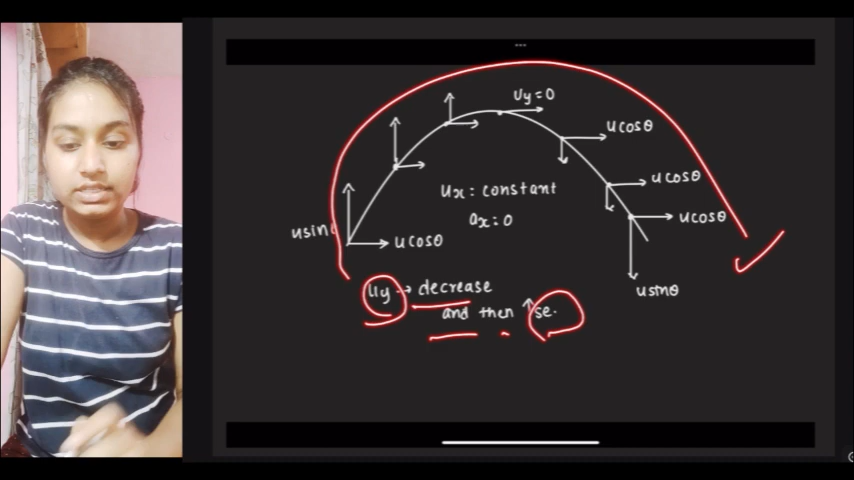 Uy=0
ucosθ
ucosθ
ux = constant
ax = 0
usinθ
ucosθ
ucosθ
uy → decrease
and then ↑se.
usinθ